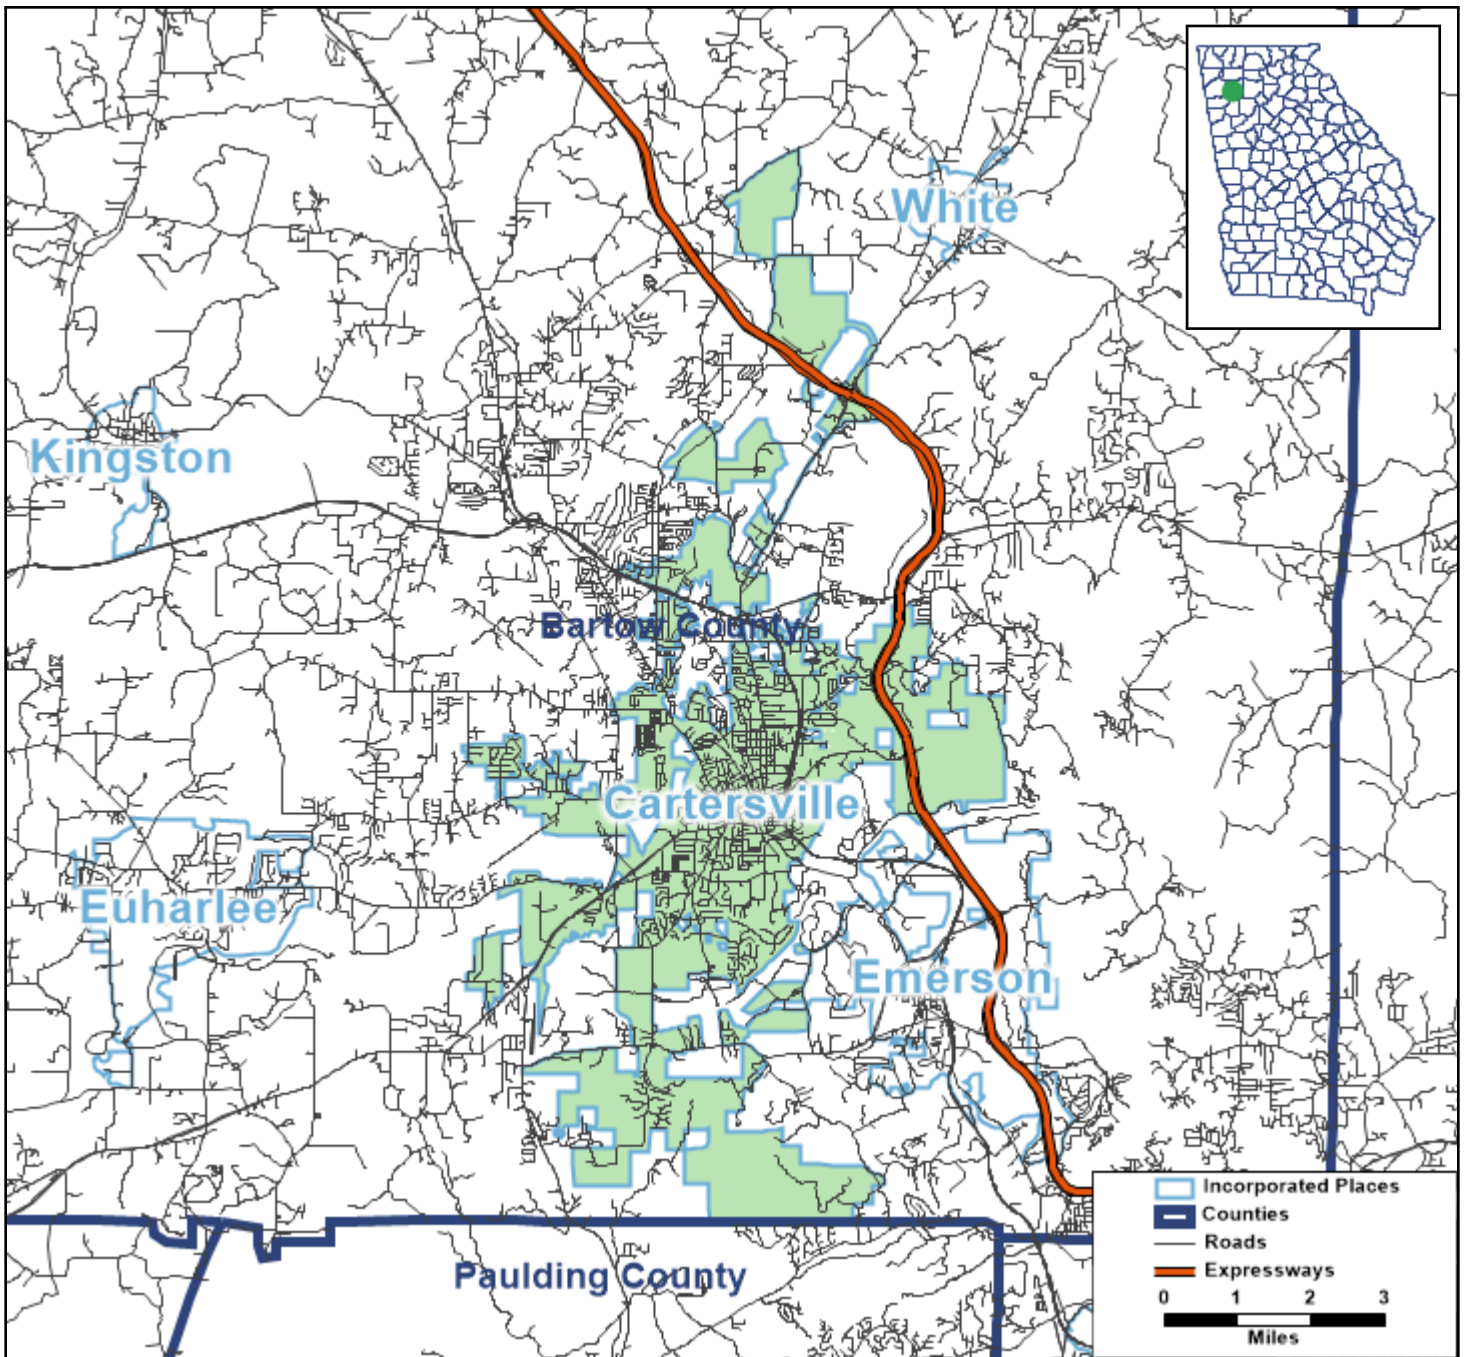 White
Kingston
Bartow County
Cartersville
Euharlee
Emerson
Paulding County
Incorporated Places
Counties
Roads
Expressways
0 1 2 3
Miles